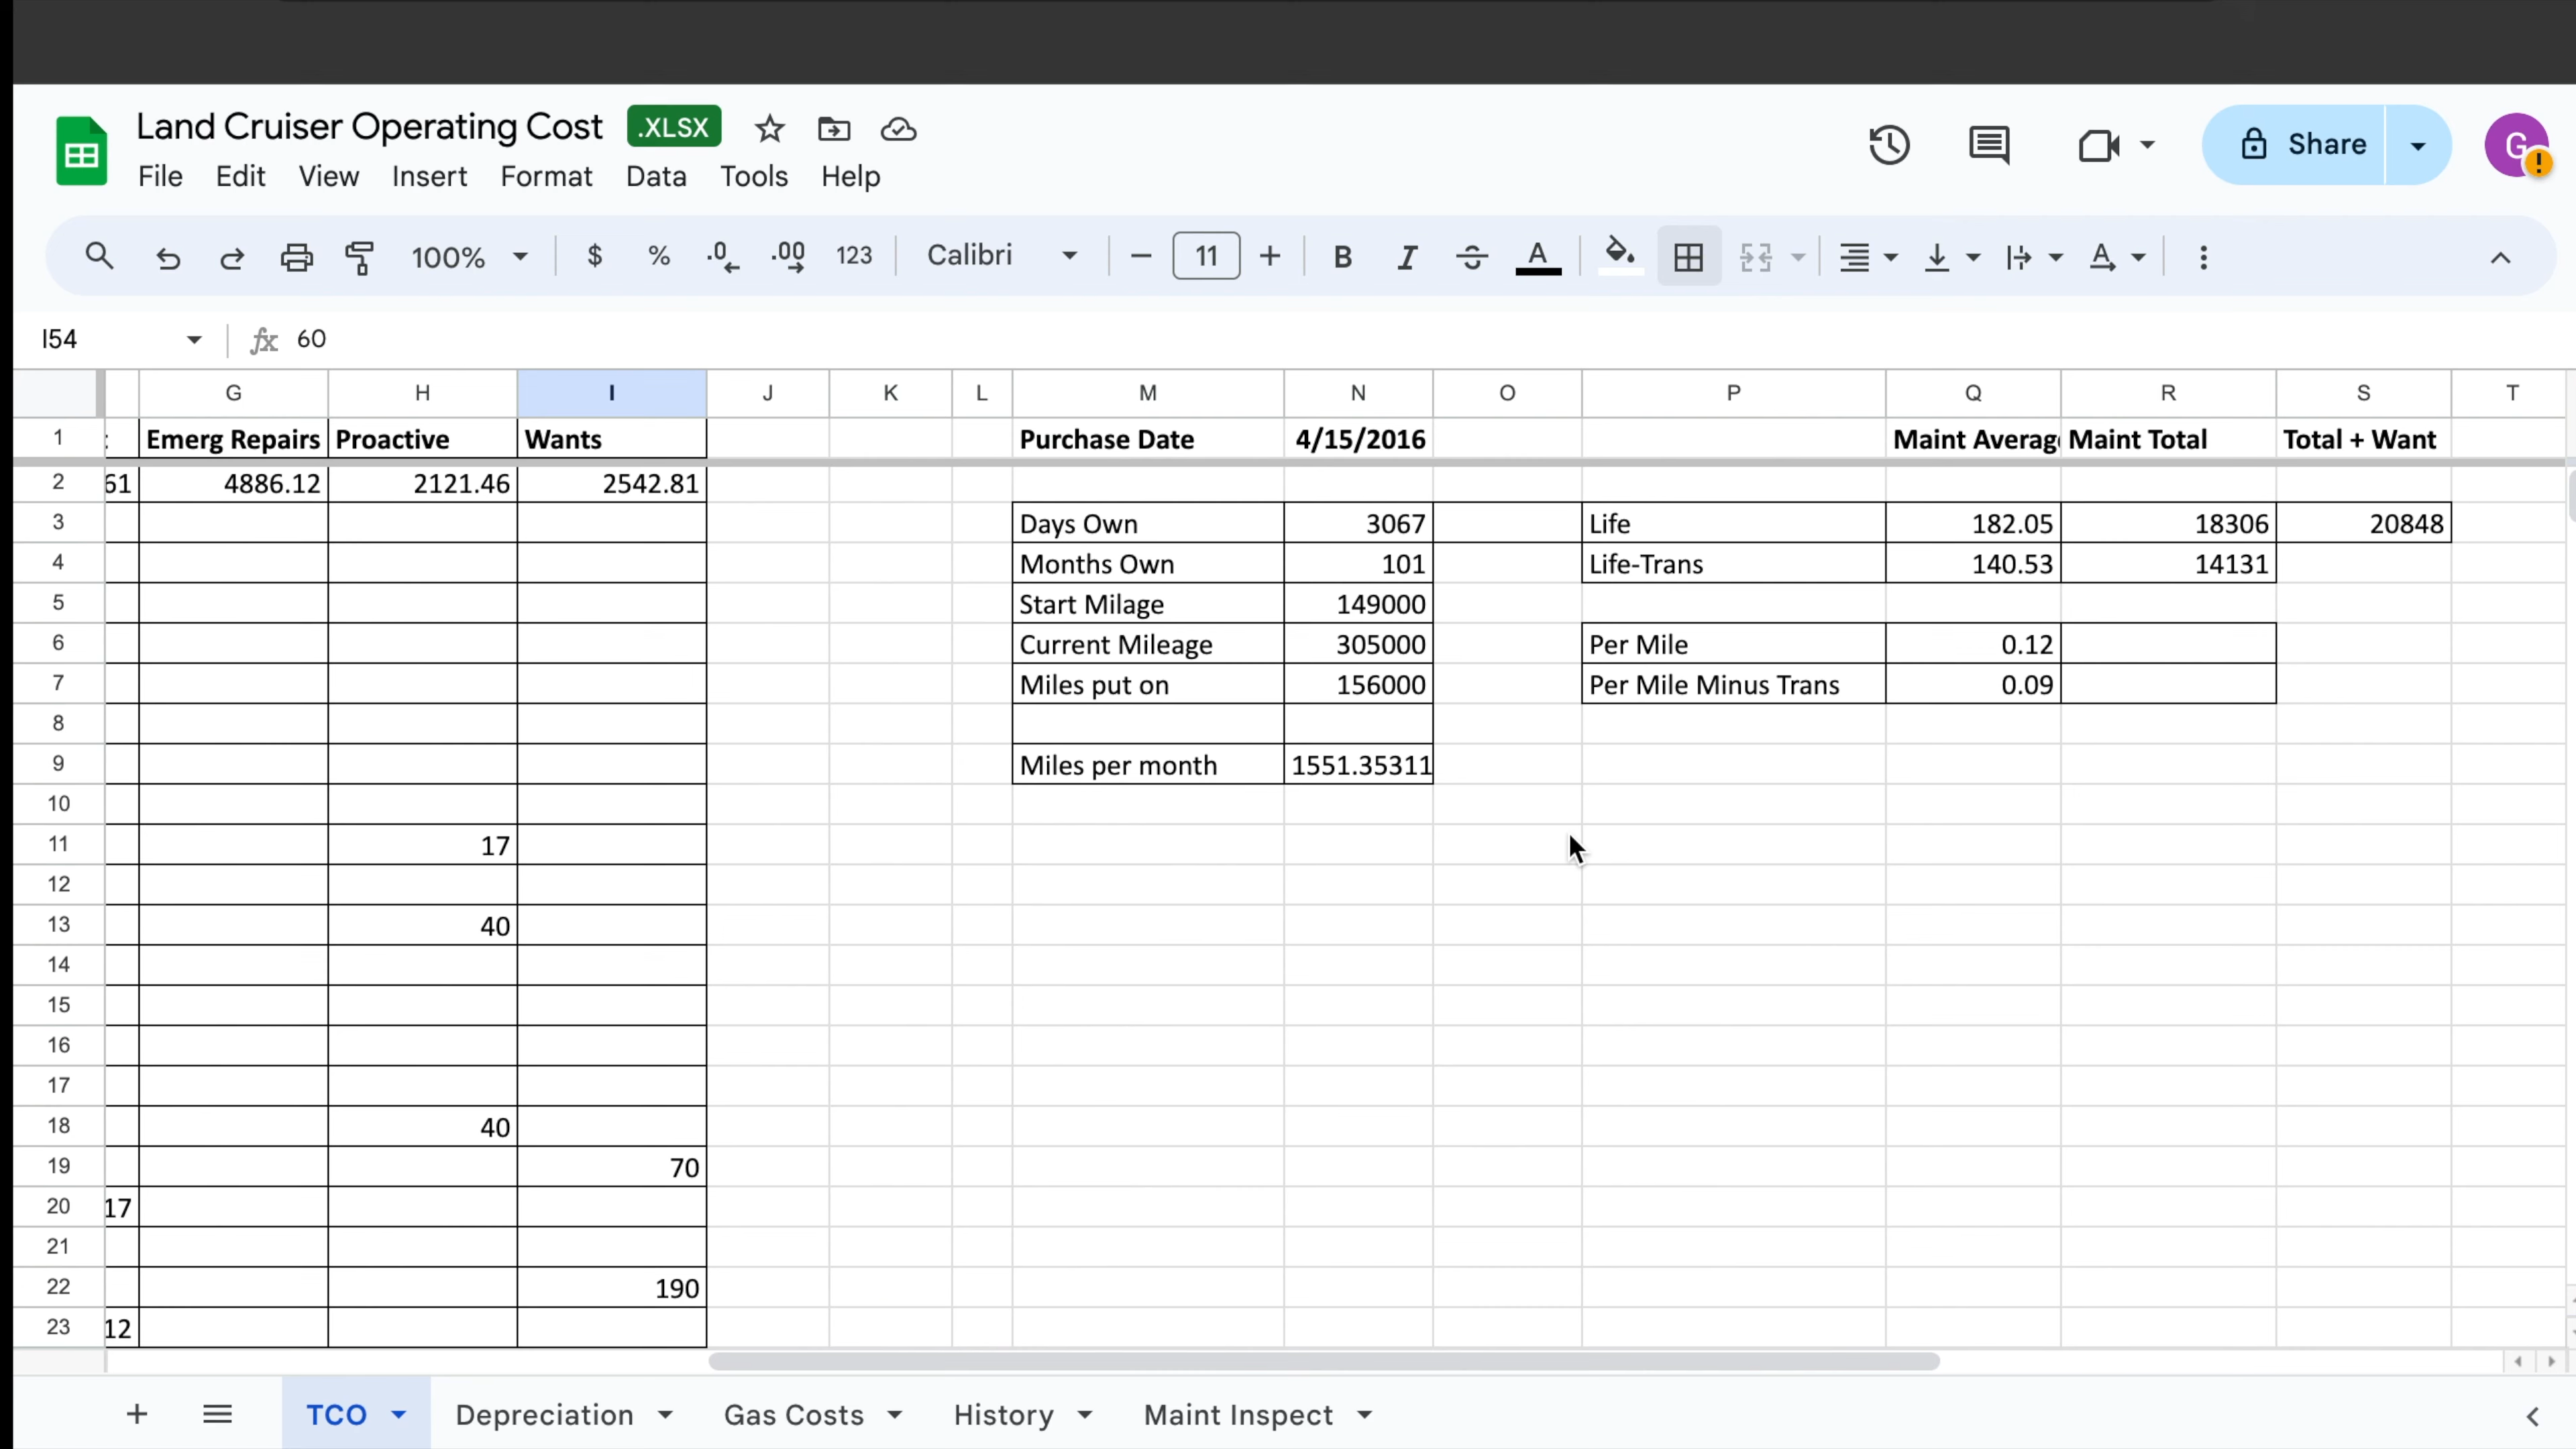 Land Cruiser Operating Cost .XLSX
File Edit View Insert Format Data Tools Help
Share
G
100% $ % .0 .00 123 Calibri 11 B I S A
I54 fx 60
G H I J K L M N O P Q R S T
1 : Emerg Repairs Proactive Wants Purchase Date 4/15/2016 Maint Averag Maint Total Total + Want
2 61 4886.12 2121.46 2542.81
3 Days Own 3067 Life 182.05 18306 20848
4 Months Own 101 Life-Trans 140.53 14131
5 Start Milage 149000
6 Current Mileage 305000 Per Mile 0.12
7 Miles put on 156000 Per Mile Minus Trans 0.09
8
9 Miles per month 1551.35311
10
11 17
12
13 40
14
15
16
17
18 40
19 70
20 17
21
22 190
23 12
TCO Depreciation Gas Costs History Maint Inspect